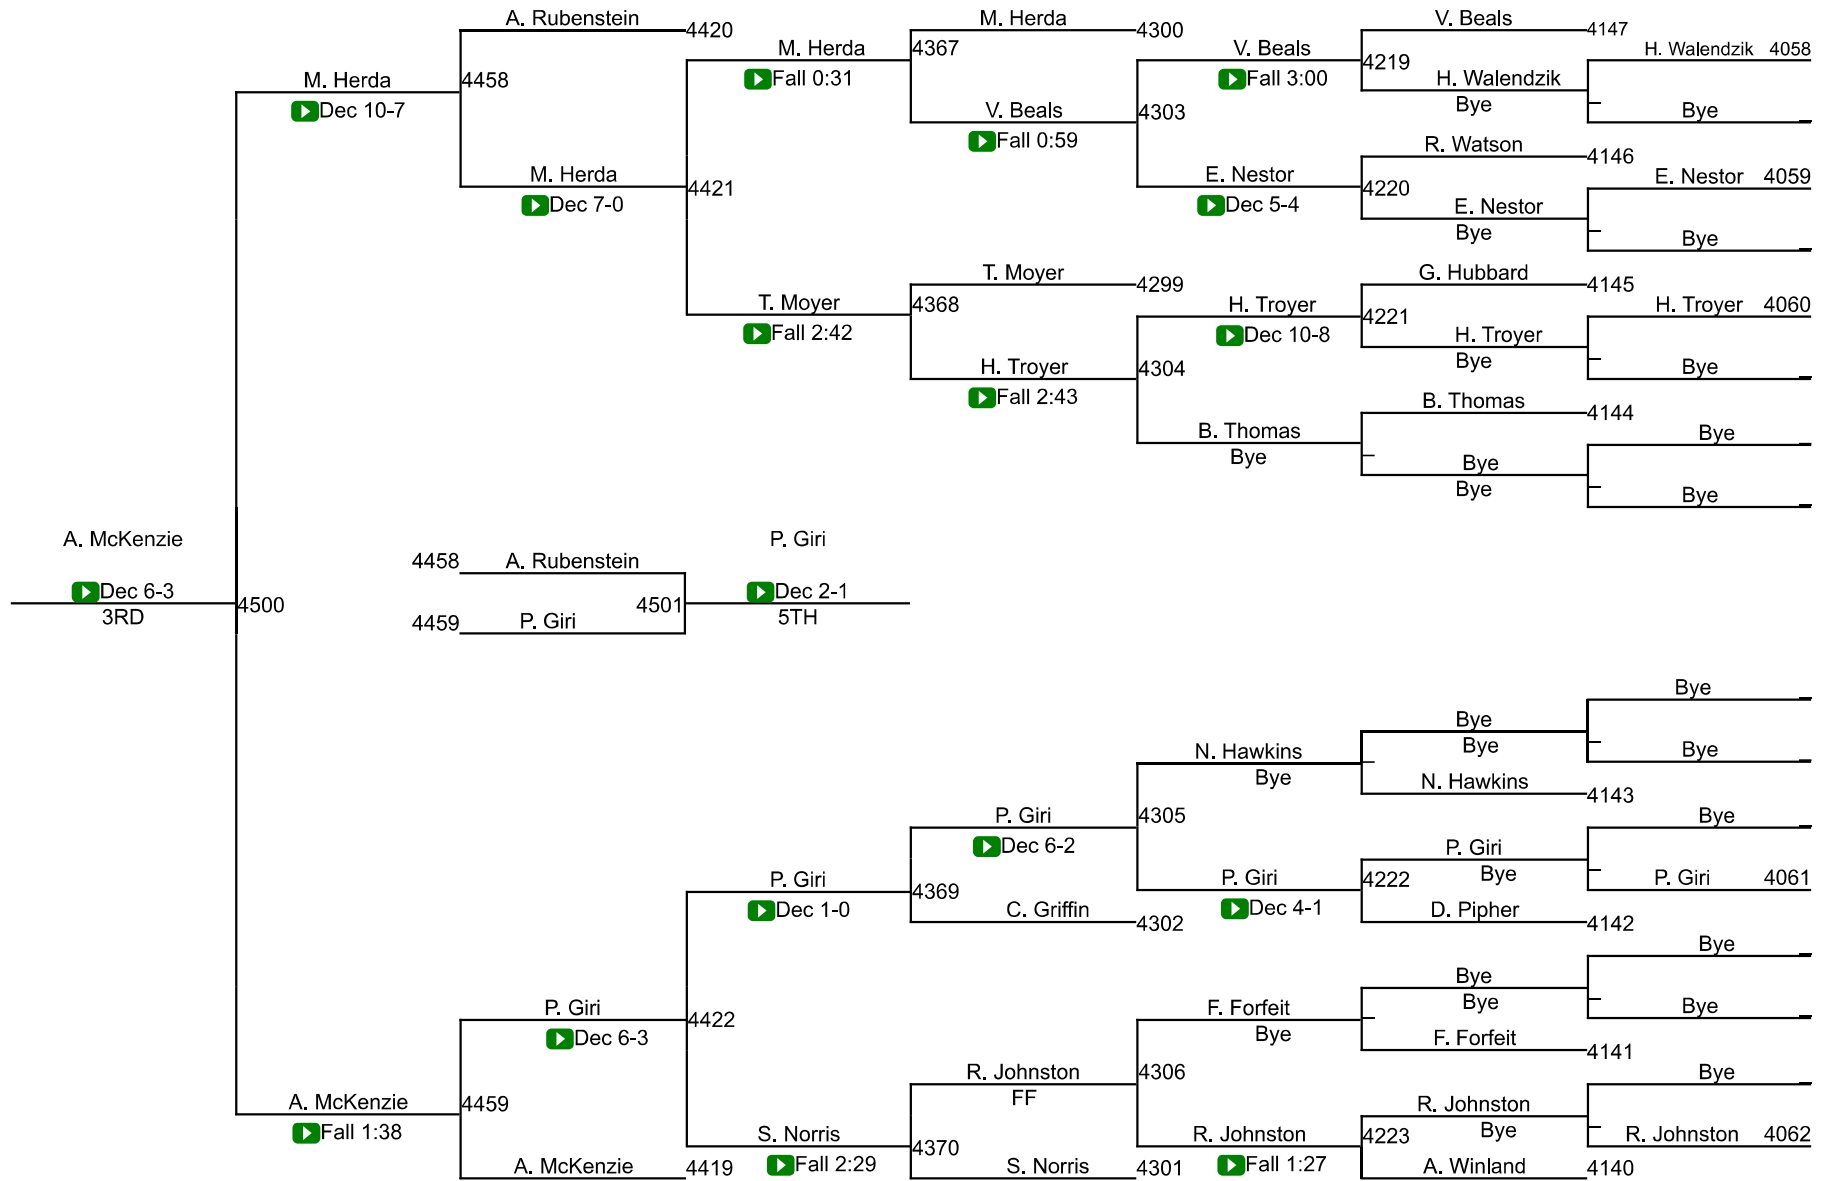 A. Rubenstein
4420
M. Herda
4300
V. Beals
4147
M. Herda
4367
V. Beals
H. Walendzik 4058
M. Herda
4458
Fall 0:31
Fall 3:00
4219
H. Walendzik
Dec 10-7
V. Beals
4303
Bye
Bye
Fall 0:59
R. Watson
4146
M. Herda
4421
E. Nestor
4220
E. Nestor 4059
Dec 7-0
Dec 5-4
E. Nestor
Bye
Bye
T. Moyer
4299
G. Hubbard
4145
T. Moyer
4368
H. Troyer
4221
H. Troyer 4060
Fall 2:42
Dec 10-8
H. Troyer
H. Troyer
4304
Bye
Bye
Fall 2:43
B. Thomas
4144
B. Thomas
Bye
Bye
Bye
Bye
Bye
A. McKenzie
P. Giri
4458
A. Rubenstein
Dec 6-3
4500
4501
Dec 2-1
3RD
4459
P. Giri
5TH
Bye
Bye
N. Hawkins
Bye
Bye
Bye
N. Hawkins
4143
P. Giri
4305
Bye
Dec 6-2
P. Giri
P. Giri
4369
P. Giri
4222
Bye
P. Giri 4061
Dec 1-0
C. Griffin
4302
Dec 4-1
D. Pipher
4142
Bye
Bye
P. Giri
4422
F. Forfeit
Bye
Bye
Dec 6-3
Bye
F. Forfeit
4141
R. Johnston
4306
Bye
FF
A. McKenzie
4459
R. Johnston
Fall 1:38
S. Norris
4370
R. Johnston
4223
Bye
R. Johnston 4062
A. McKenzie
4419
Fall 2:29
S. Norris
4301
Fall 1:27
A. Winland
4140